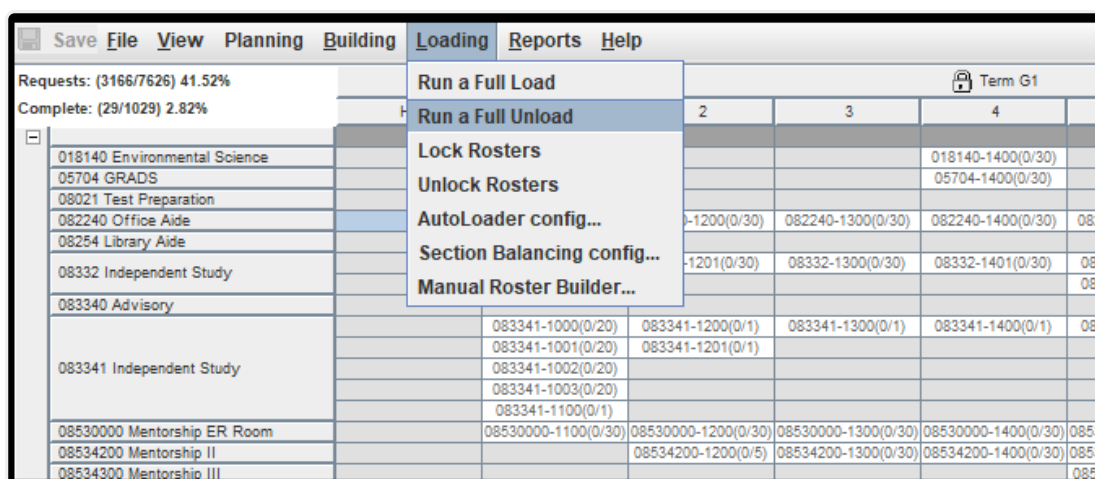 Save File View Planning Building Loading Reports Help
Requests: (3166/7626) 41.52%
Complete: (29/1029) 2.82%
Term G1
2 3 4
Run a Full Load
Run a Full Unload
Lock Rosters
Unlock Rosters
AutoLoader config...
Section Balancing config...
Manual Roster Builder...
018140 Environmental Science 018140-1400(0/30)
05704 GRADS 05704-1400(0/30)
08021 Test Preparation
082240 Office Aide -1200(0/30) 082240-1300(0/30) 082240-1400(0/30) 08
08254 Library Aide
08332 Independent Study -1201(0/30) 08332-1300(0/30) 08332-1401(0/30) 08
08
083340 Advisory
083341-1000(0/20) 083341-1200(0/1) 083341-1300(0/1) 083341-1400(0/1) 08
083341-1001(0/20) 083341-1201(0/1)
083341 Independent Study 083341-1002(0/20)
083341-1003(0/20)
083341-1100(0/1)
08530000 Mentorship ER Room 08530000-1100(0/30) 08530000-1200(0/30) 08530000-1300(0/30) 08530000-1400(0/30) 085
08534200 Mentorship II 08534200-1200(0/5) 08534200-1300(0/30) 08534200-1400(0/30) 085
08534300 Mentorship III 085